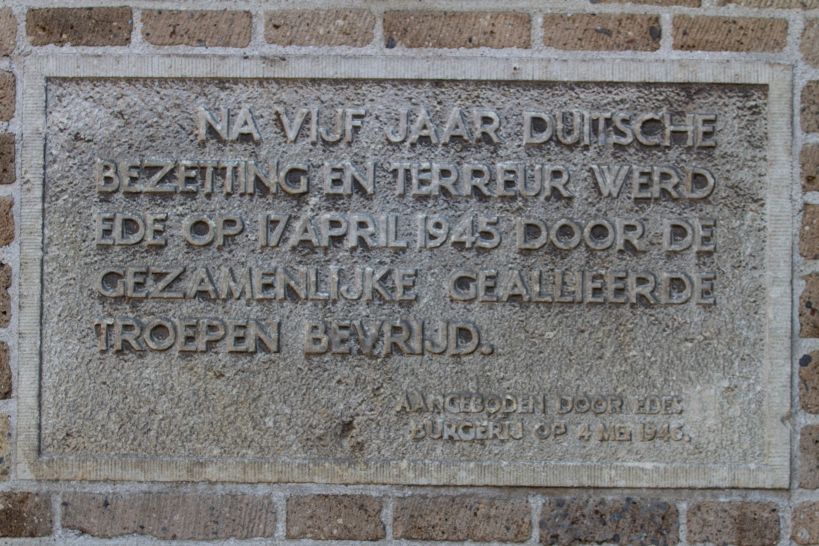 NA VIJF JAAR DUITSCHE
BEZETTING EN TERREUR WERD
EDE OP 17 APRIL 1945 DOOR DE
GEZAMENLIJKE GEALLIEERDE
TROEPEN BEVRIJD.
AANGEBODEN DOOR EDES
BURGERIJ OP 4 MEI 1946.